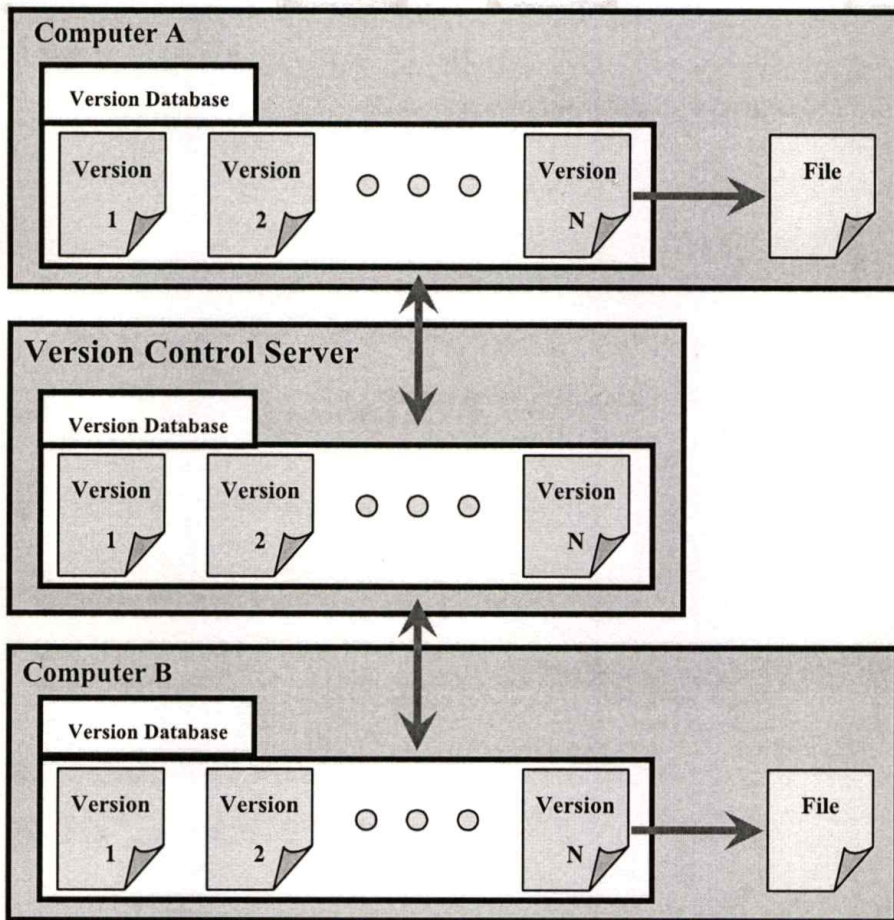 Computer A
Version Database
Version Version Version File
1 2 N
Version Control Server
Version Database
Version Version Version
1 2 N
Computer B
Version Database
Version Version Version File
1 2 N